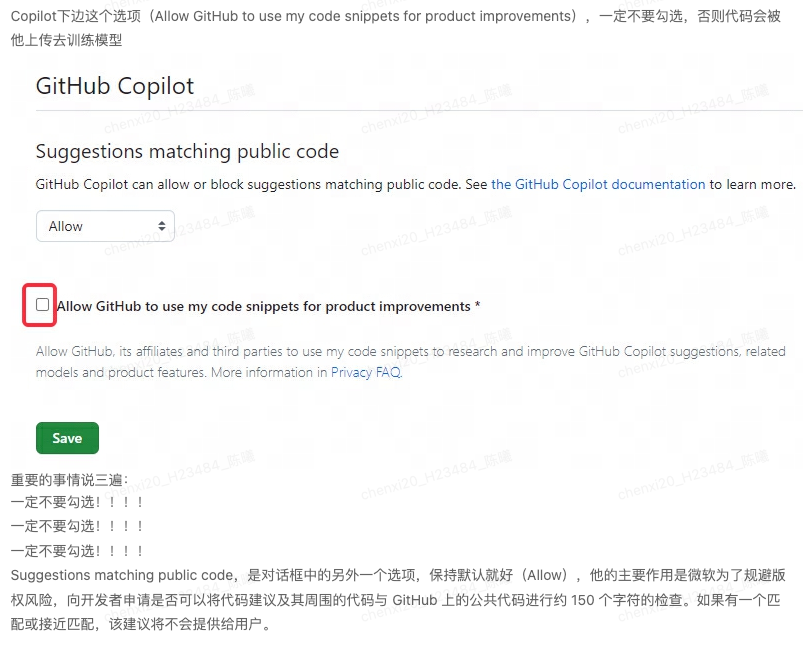 Copilot下边这个选项（Allow GitHub to use my code snippets for product improvements），一定不要勾选，否则代码会被
他上传去训练模型
GitHub Copilot
Suggestions matching public code
GitHub Copilot can allow or block suggestions matching public code. See the GitHub Copilot documentation to learn more.
Allow
Allow GitHub to use my code snippets for product improvements *
Allow GitHub, its affiliates and third parties to use my code snippets to research and improve GitHub Copilot suggestions, related
models and product features. More information in Privacy FAQ.
Save
重要的事情说三遍：
一定不要勾选！！！！
一定不要勾选！！！！
一定不要勾选！！！！
Suggestions matching public code，是对话框中的另外一个选项，保持默认就好（Allow），他的主要作用是微软为了规避版
权风险，向开发者申请是否可以将代码建议及其周围的代码与 GitHub 上的公共代码进行约 150 个字符的检查。如果有一个匹
配或接近匹配，该建议将不会提供给用户。
chenxi20_H23484_陈曦